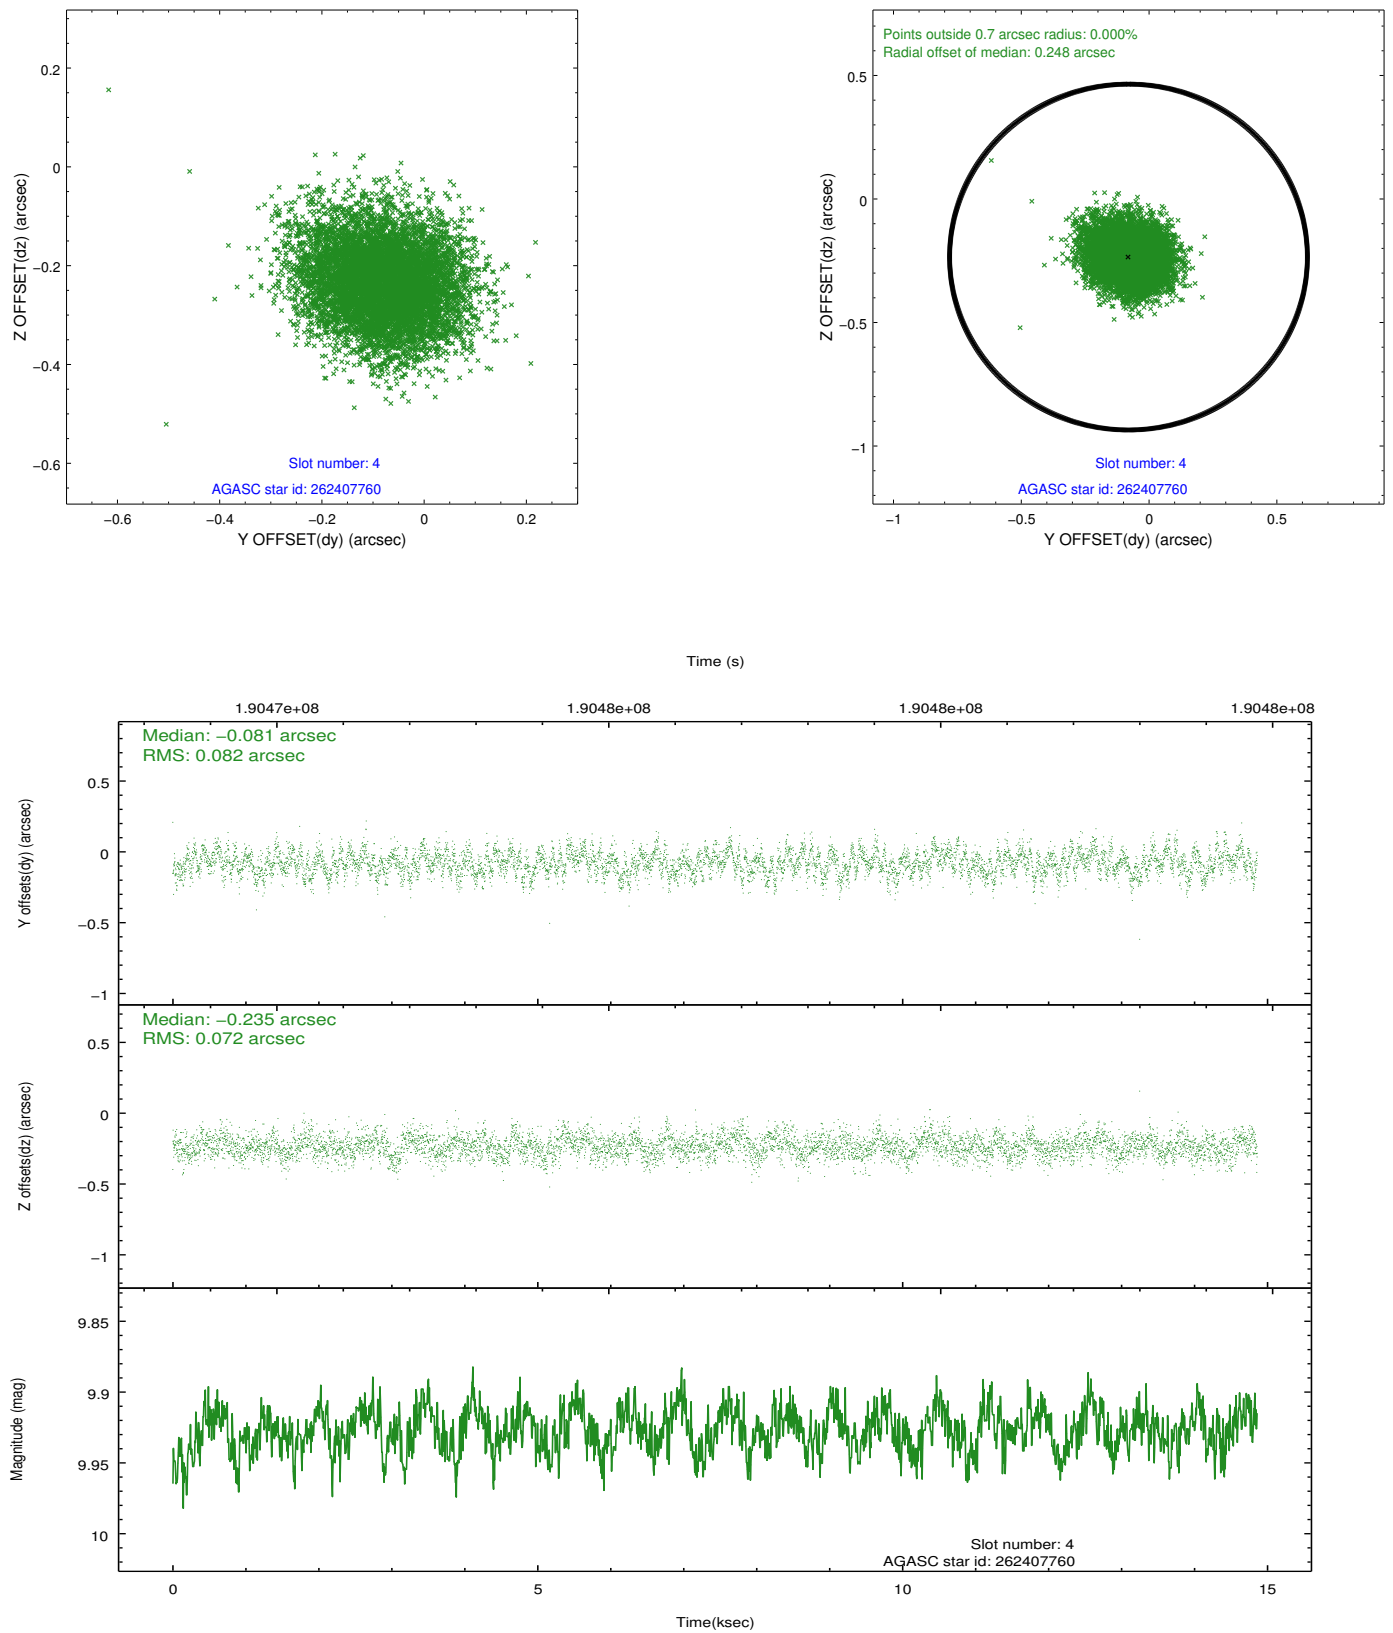 0.2
0
−0.2
−0.4
−0.6
Z OFFSET(dz) (arcsec)
Slot number: 4
AGASC star id: 262407760
−0.6
−0.4
−0.2
0
0.2
Y OFFSET(dy) (arcsec)
Points outside 0.7 arcsec radius: 0.000%
Radial offset of median: 0.248 arcsec
0.5
0
−0.5
−1
Z OFFSET(dz) (arcsec)
Slot number: 4
AGASC star id: 262407760
−1
−0.5
0
0.5
Y OFFSET(dy) (arcsec)
Time (s)
1.9047e+08
1.9048e+08
1.9048e+08
1.9048e+08
Median: −0.081 arcsec
RMS: 0.082 arcsec
0.5
0
−0.5
−1
Y offsets(dy) (arcsec)
Median: −0.235 arcsec
RMS: 0.072 arcsec
0.5
0
−0.5
−1
Z offsets(dz) (arcsec)
9.85
9.9
9.95
10
Magnitude (mag)
Slot number: 4
AGASC star id: 262407760
0
5
10
15
Time(ksec)